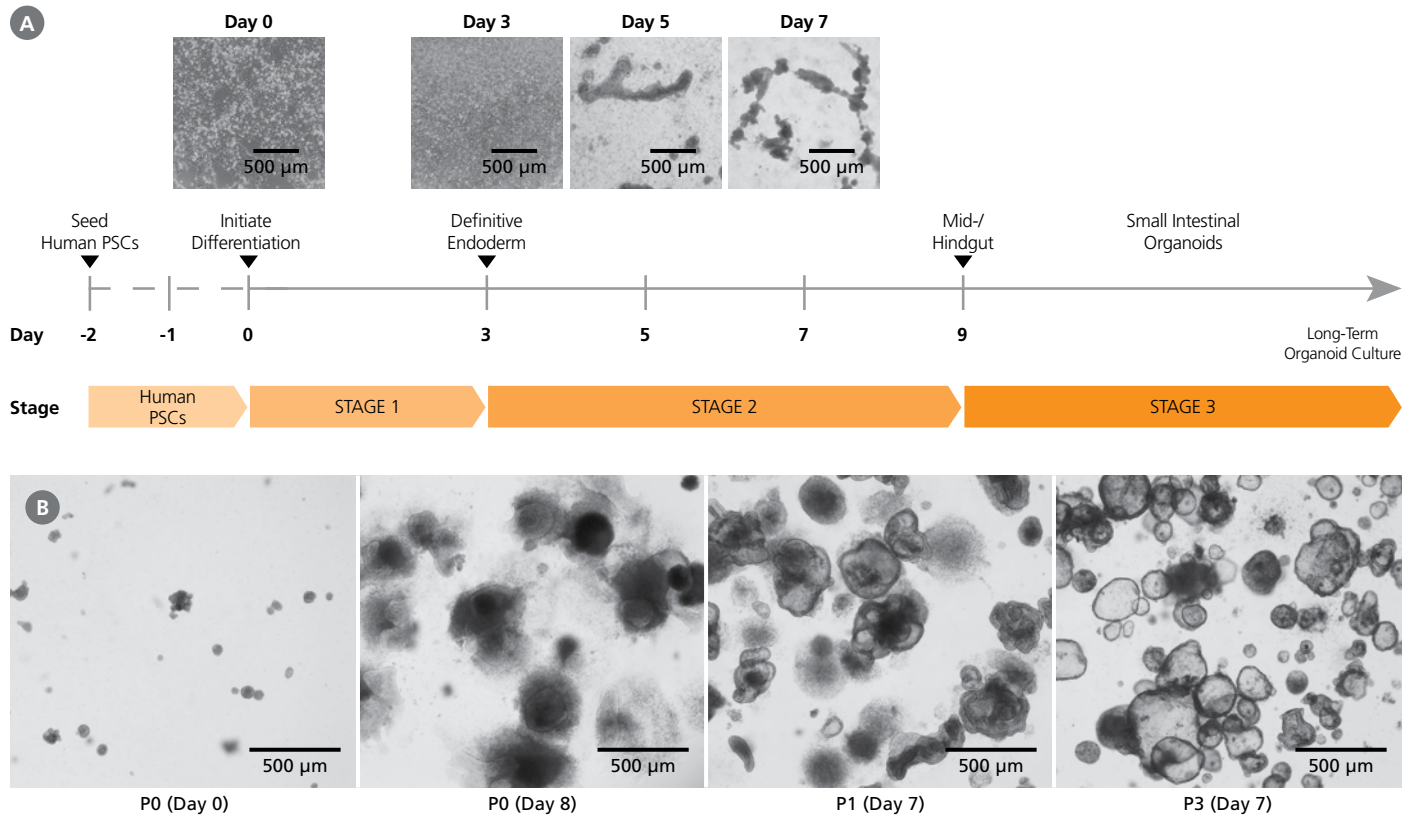 A
Day 0
Day 3
Day 5
Day 7
500 µm
500 µm
500 µm
500 µm
Seed
Human PSCs
Initiate
Differentiation
Definitive
Endoderm
Mid-/
Hindgut
Small Intestinal
Organoids
Day
-2
-1
0
3
5
7
9
Long-Term
Organoid Culture
Stage
Human
PSCs
STAGE 1
STAGE 2
STAGE 3
B
500 µm
500 µm
500 µm
500 µm
P0 (Day 0)
P0 (Day 8)
P1 (Day 7)
P3 (Day 7)